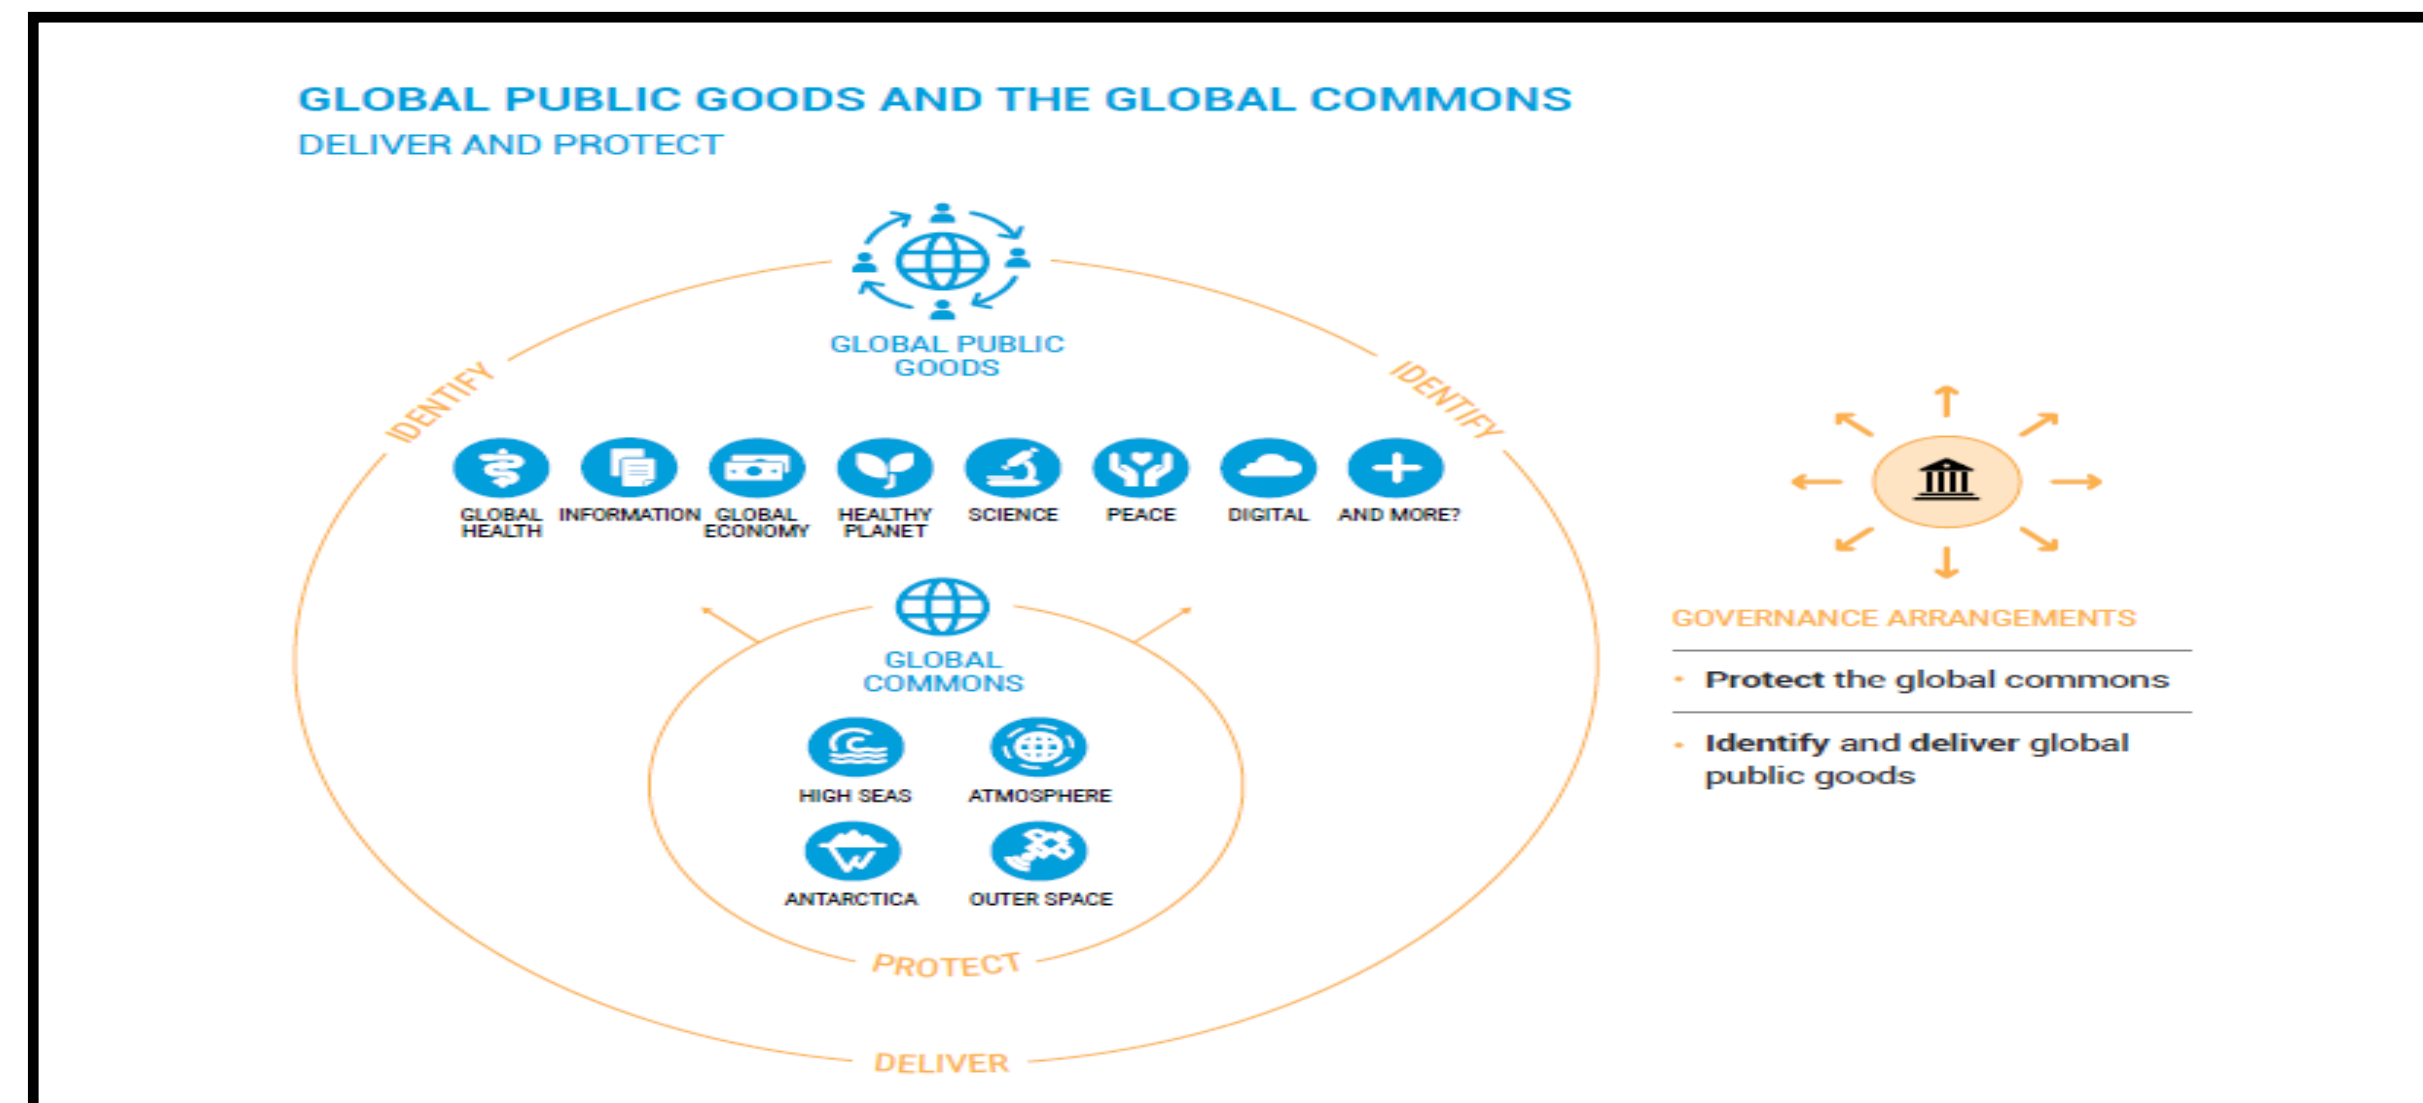 GLOBAL PUBLIC GOODS AND THE GLOBAL COMMONS
DELIVER AND PROTECT
GLOBAL PUBLIC
GOODS
IDENTIFY
IDENTIFY
GLOBAL
HEALTH
INFORMATION
GLOBAL
ECONOMY
HEALTHY
PLANET
SCIENCE
PEACE
DIGITAL
AND MORE?
GLOBAL
COMMONS
HIGH SEAS
ATMOSPHERE
ANTARCTICA
OUTER SPACE
PROTECT
DELIVER
GOVERNANCE ARRANGEMENTS
• Protect the global commons
• Identify and deliver global
public goods